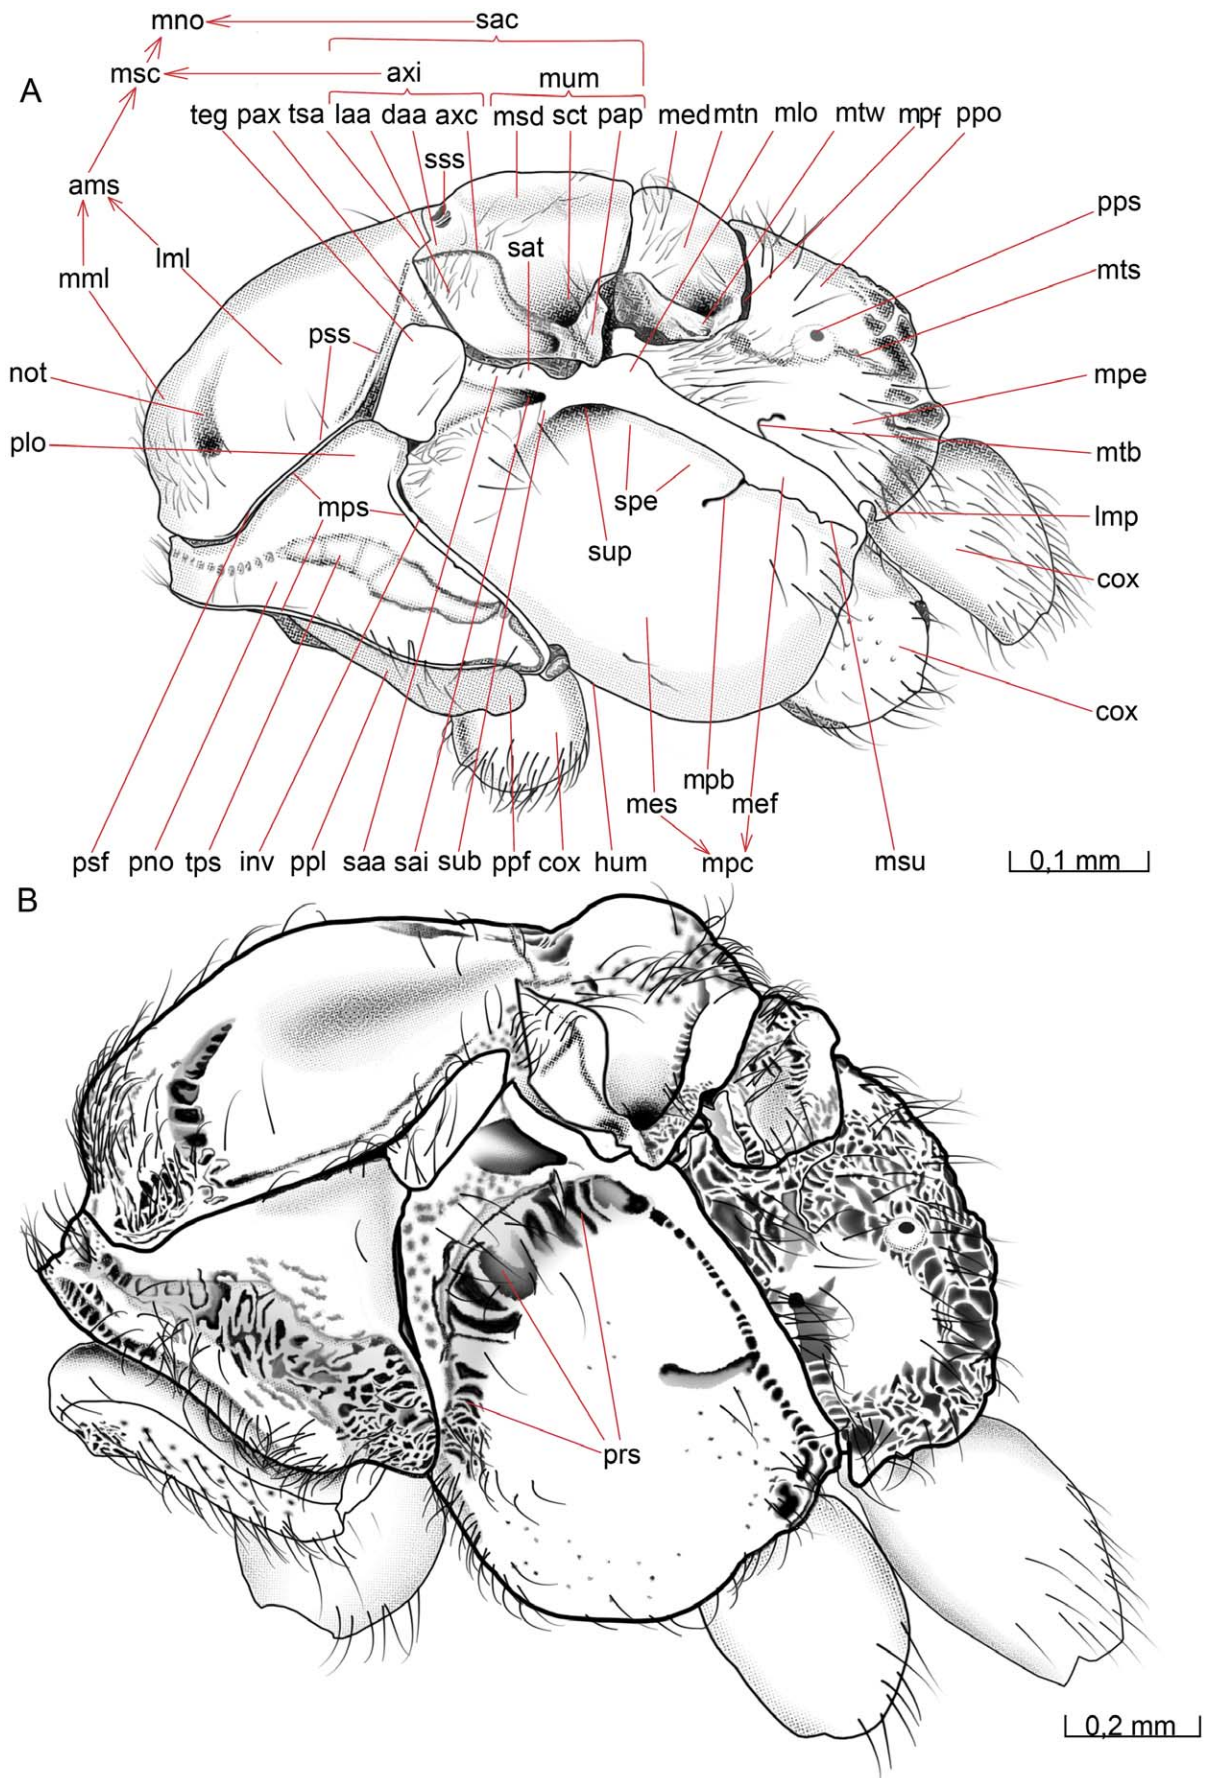 mno sac
msc axi mum
A
teg pax tsa laa daa axc msd sct pap med mtn mlo mtw mpf ppo
sss
ams
pps
lml sat
mml mts
pss
not mpe
plo mtb
mps spe
lmp
sup
cox
cox
mpb
mes mef
psf pno tps inv ppl saa sai sub ppf cox hum mpc msu 0,1 mm
B
prs
0,2 mm